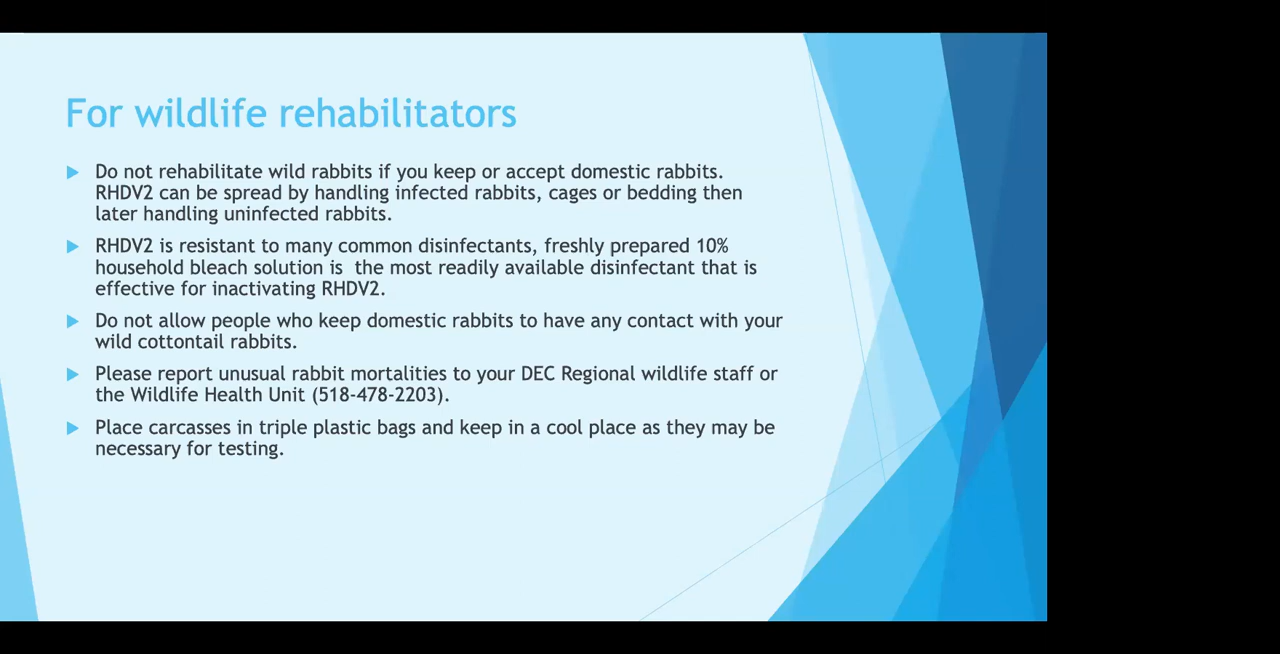 For wildlife rehabilitators
Do not rehabilitate wild rabbits if you keep or accept domestic rabbits.
RHDV2 can be spread by handling infected rabbits, cages or bedding then
later handling uninfected rabbits.
RHDV2 is resistant to many common disinfectants, freshly prepared 10%
household bleach solution is  the most readily available disinfectant that is
effective for inactivating RHDV2.
Do not allow people who keep domestic rabbits to have any contact with your
wild cottontail rabbits.
Please report unusual rabbit mortalities to your DEC Regional wildlife staff or
the Wildlife Health Unit (518-478-2203).
Place carcasses in triple plastic bags and keep in a cool place as they may be
necessary for testing.